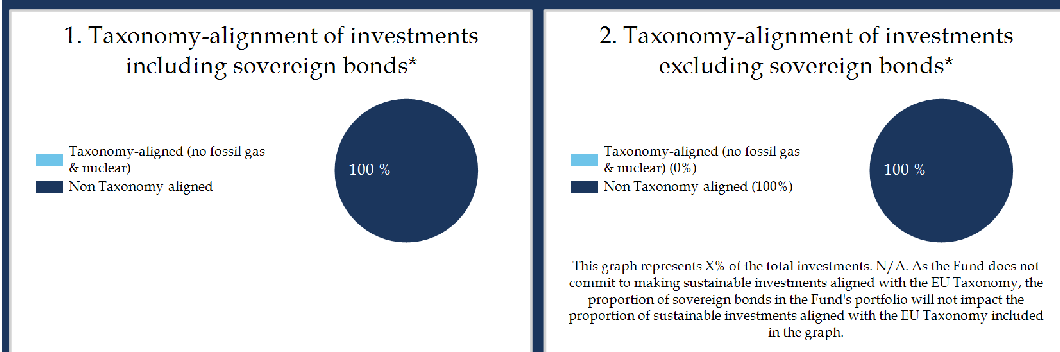 1. Taxonomy-alignment of investments
including sovereign bonds*
Taxonomy-aligned (no fossil gas
& nuclear)
Non Taxonomy-aligned
100 %
2. Taxonomy-alignment of investments
excluding sovereign bonds*
Taxonomy-aligned (no fossil gas
& nuclear) (0%)
Non Taxonomy-aligned (100%)
100 %
This graph represents X% of the total investments. N/A. As the Fund does not
commit to making sustainable investments aligned with the EU Taxonomy, the
proportion of sovereign bonds in the Fund's portfolio will not impact the
proportion of sustainable investments aligned with the EU Taxonomy included
in the graph.